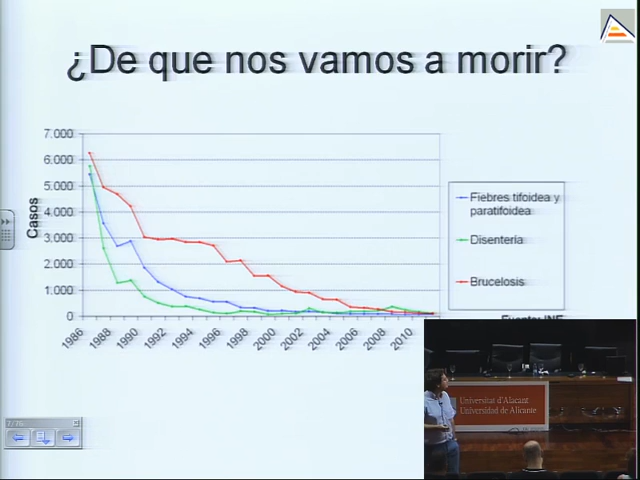 ¿De que nos vamos a morir?
7.000
6.000
5.000
4.000
3.000
2.000
1.000
0
Casos
1986
1988
1990
1992
1994
1996
1998
2000
2002
2004
2006
2008
2010
Fiebres tifoidea y
paratifoidea
Disentería
Brucelosis
Fuente: INE
7/76
Universitat d'Alacant
Universidad de Alicante